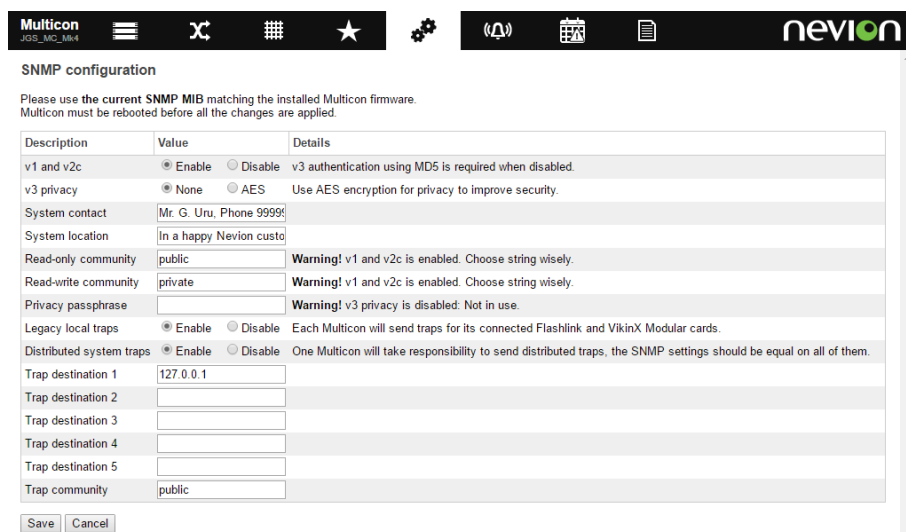 Multicon
JGS_MC_Mk4
nevion
SNMP configuration
Please use the current SNMP MIB matching the installed Multicon firmware.
Multicon must be rebooted before all the changes are applied.
Description Value Details
v1 and v2c Enable Disable v3 authentication using MD5 is required when disabled.
v3 privacy None AES Use AES encryption for privacy to improve security.
System contact Mr. G. Uru, Phone 99999
System location In a happy Nevion custo
Read-only community public Warning! v1 and v2c is enabled. Choose string wisely.
Read-write community private Warning! v1 and v2c is enabled. Choose string wisely.
Privacy passphrase Warning! v3 privacy is disabled: Not in use.
Legacy local traps Enable Disable Each Multicon will send traps for its connected Flashlink and VikinX Modular cards.
Distributed system traps Enable Disable One Multicon will take responsibility to send distributed traps, the SNMP settings should be equal on all of them.
Trap destination 1 127.0.0.1
Trap destination 2
Trap destination 3
Trap destination 4
Trap destination 5
Trap community public
Save Cancel